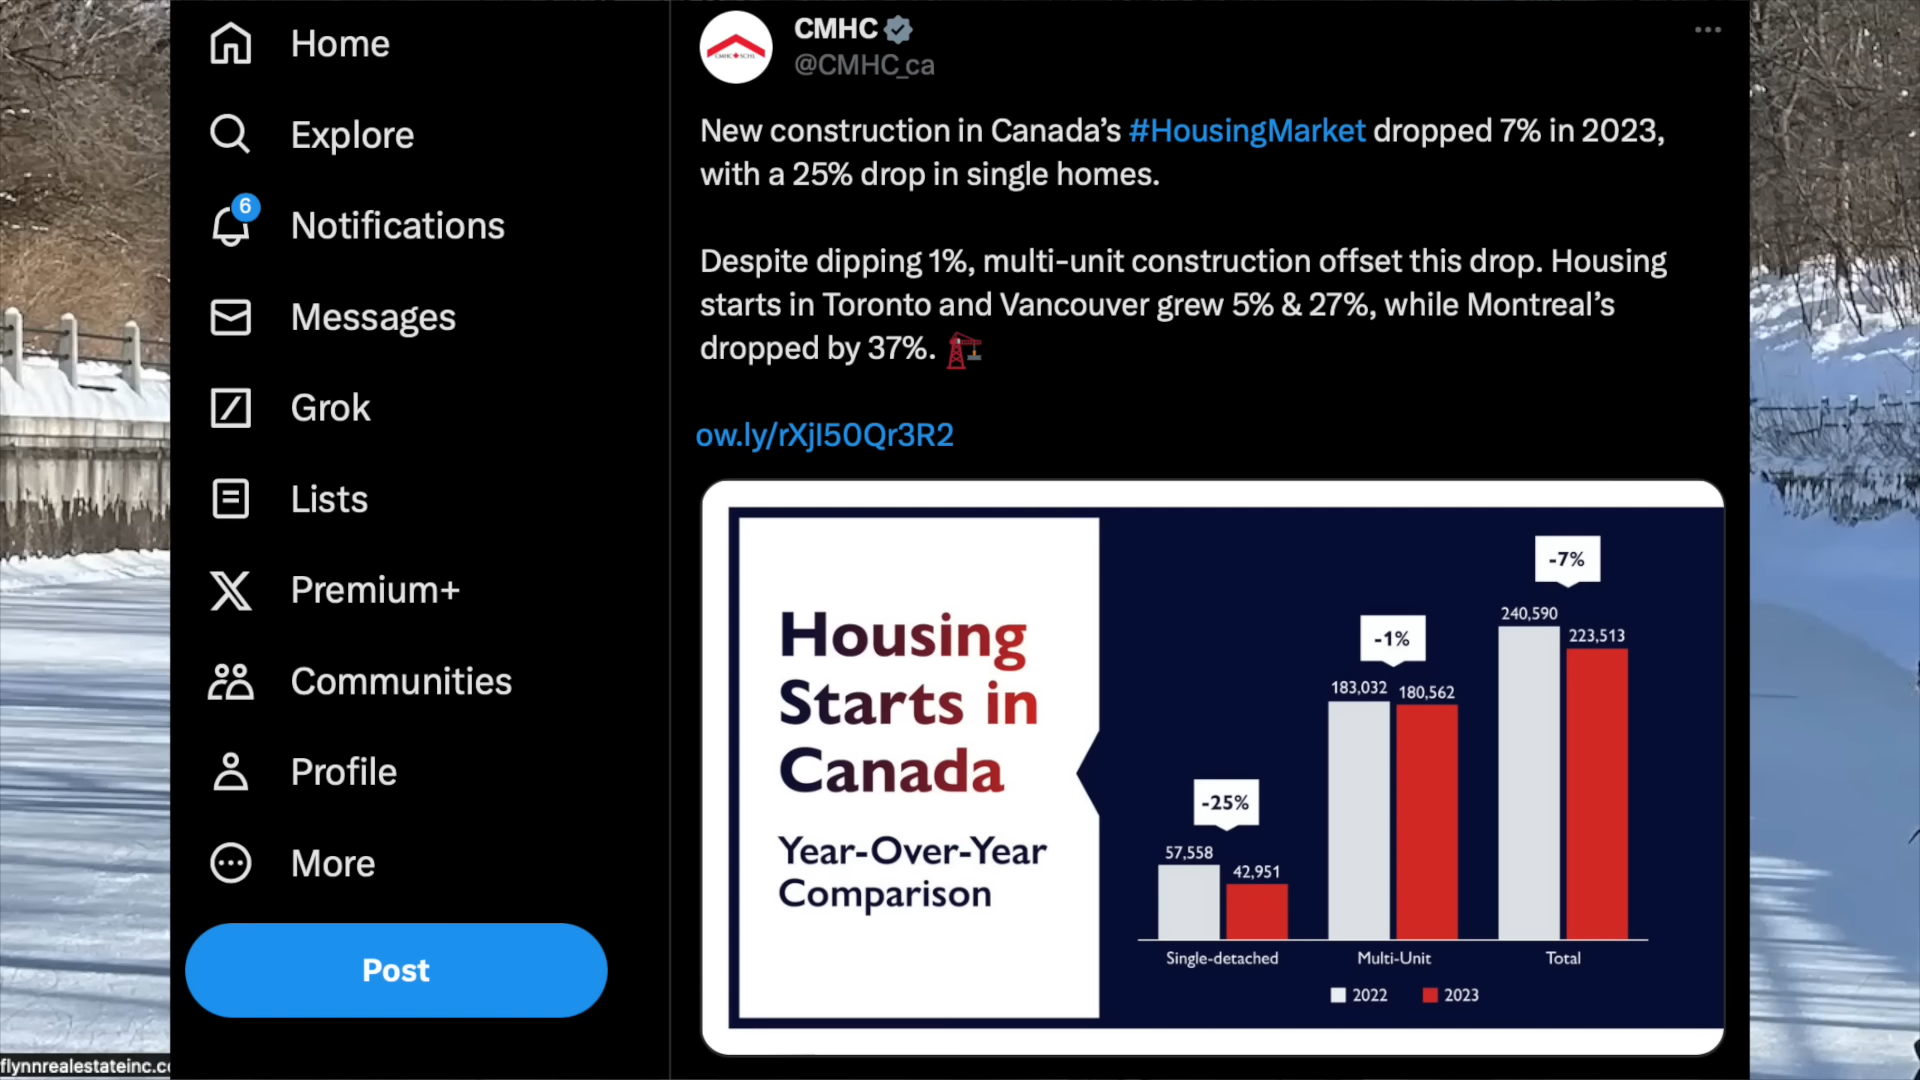 Home
Explore
6
Notifications
Messages
Grok
Lists
Premium+
Communities
Profile
More
Post
CMHC
@CMHC_ca
New construction in Canada’s #HousingMarket dropped 7% in 2023,
with a 25% drop in single homes.
Despite dipping 1%, multi-unit construction offset this drop. Housing
starts in Toronto and Vancouver grew 5% & 27%, while Montreal’s
dropped by 37%.
ow.ly/rXjI50Qr3R2
Housing
Starts in
Canada
Year-Over-Year
Comparison
-25%
57,558
42,951
Single-detached
-1%
183,032
180,562
Multi-Unit
-7%
240,590
223,513
Total
2022
2023
flynnrealestateinc.c